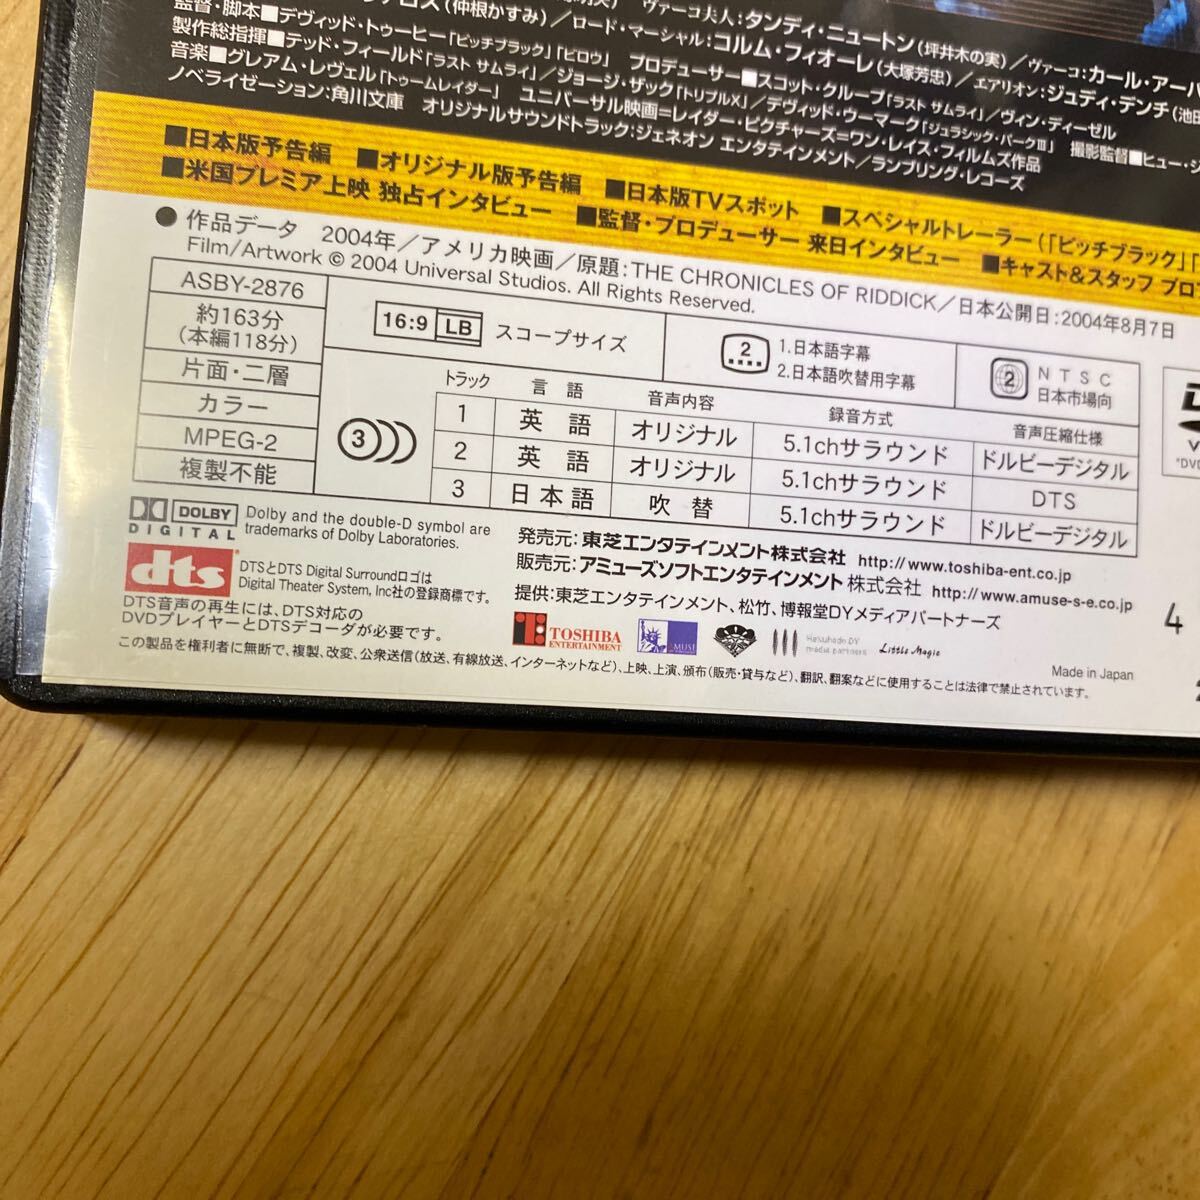 (仲根かすみ)／ロード・マーシャル:コルム・フィオーレ(大塚芳忠)／エアリオン:ジュディ・デンチ(池田
ヴァーコ夫人:タンディ・ニュートン(坪井木の実)／ヴァーコ:カール・アーバ
監督・脚本■デヴィッド・トゥーヒー「ピッチブラック」「ビロウ」 プロデューサー■スコット・クルーフ「ラスト サムライ」／ヴィン・ディーゼル
製作総指揮■テッド・フィールド「ラスト サムライ」／ジョージ・ザック「トリプルX」／デヴィッド・ウーマーク「ジュラシック・パークⅢ」 撮影監督■ヒュー・
音楽■グレアム・レヴェル「トゥームレイダー」 ユニバーサル映画=レイダー・ピクチャーズ=ワン・レイス・フィルムズ作品
ノベライゼーション:角川文庫 オリジナルサウンドトラック:ジェネオン エンタテインメント／ランブリング・レコーズ
■日本版予告編 ■オリジナル版予告編 ■日本版TVスポット ■スペシャルトレーラー(「ピッチブラック」「
■米国プレミア上映 独占インタビュー ■監督・プロデューサー 来日インタビュー ■キャスト&スタッフ プロフ
● 作品データ 2004年／アメリカ映画／原題:THE CHRONICLES OF RIDDICK／日本公開日:2004年8月7日
Film/Artwork © 2004 Universal Studios. All Rights Reserved.
ASBY-2876
約163分
(本編118分)
片面・二層
カラー
MPEG-2
複製不能
16:9 LB スコープサイズ
2 1.日本語字幕
2.日本語吹替用字幕
2 NTSC
日本市場向
3
トラック 言語 音声内容 録音方式 音声圧縮仕様
1 英語 オリジナル 5.1chサラウンド ドルビーデジタル
2 英語 オリジナル 5.1chサラウンド DTS
3 日本語 吹替 5.1chサラウンド ドルビーデジタル
"DVD
DOLBY
DIGITAL
Dolby and the double-D symbol are
trademarks of Dolby Laboratories.
dts
DTSとDTS Digital Surroundロゴは
Digital Theater System, Inc社の登録商標です。
DTS音声の再生には、DTS対応の
DVDプレイヤーとDTSデコーダが必要です。
発売元:東芝エンタテインメント株式会社 http://www.toshiba-ent.co.jp
販売元:アミューズソフトエンタテインメント 株式会社 http://www.amuse-s-e.co.jp
提供:東芝エンタテインメント、松竹、博報堂DYメディアパートナーズ
TOSHIBA
ENTERTAINMENT
AMUSE
Hakuhodo DY
media partners
Little Magic
Made in Japan
この製品を権利者に無断で、複製、改変、公衆送信(放送、有線放送、インターネットなど)、上映、上演、頒布(販売・貸与など)、翻訳、翻案などに使用することは法律で禁止されています。
4